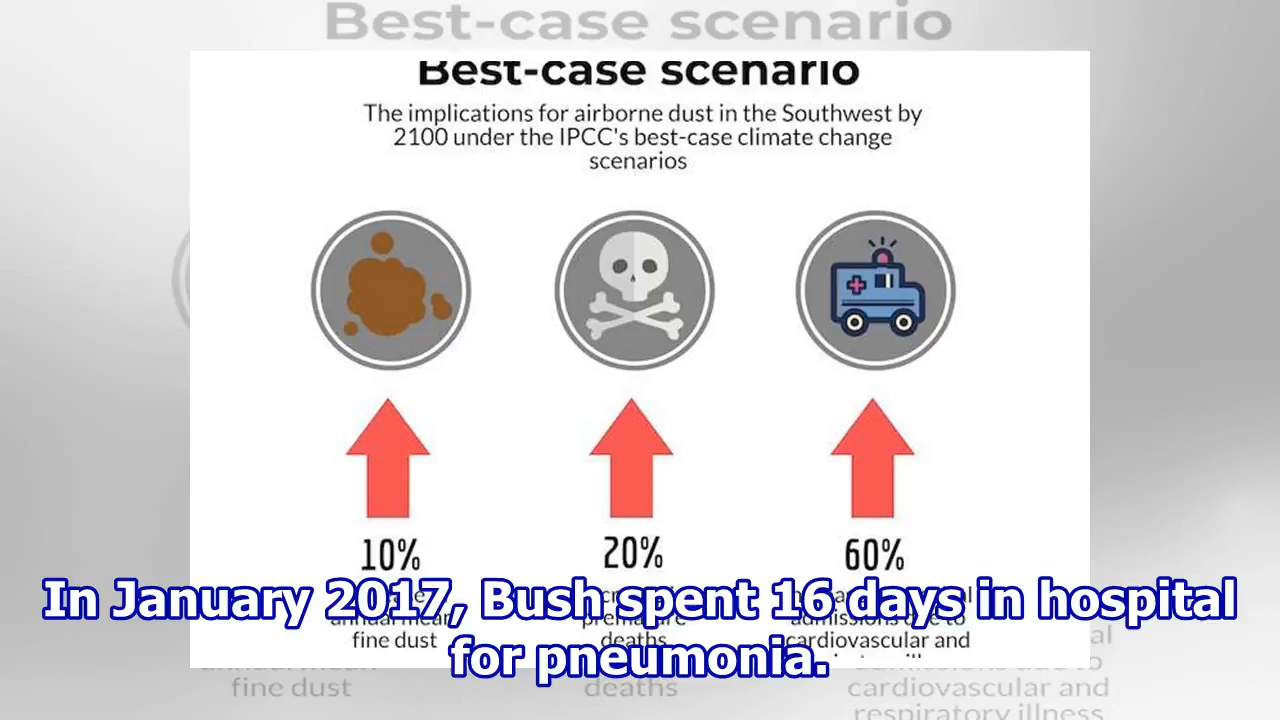 Best-case scenario
Best-case scenario
The implications for airborne dust in the Southwest by
2100 under the IPCC's best-case climate change
scenarios
10%
20%
60%
In January 2017, Bush spent 16 days in hospital
for pneumonia.
annual mean
fine dust
premature
deaths
admissions due to
cardiovascular and
fine dust
deaths
cardiovascular and
respiratory illness